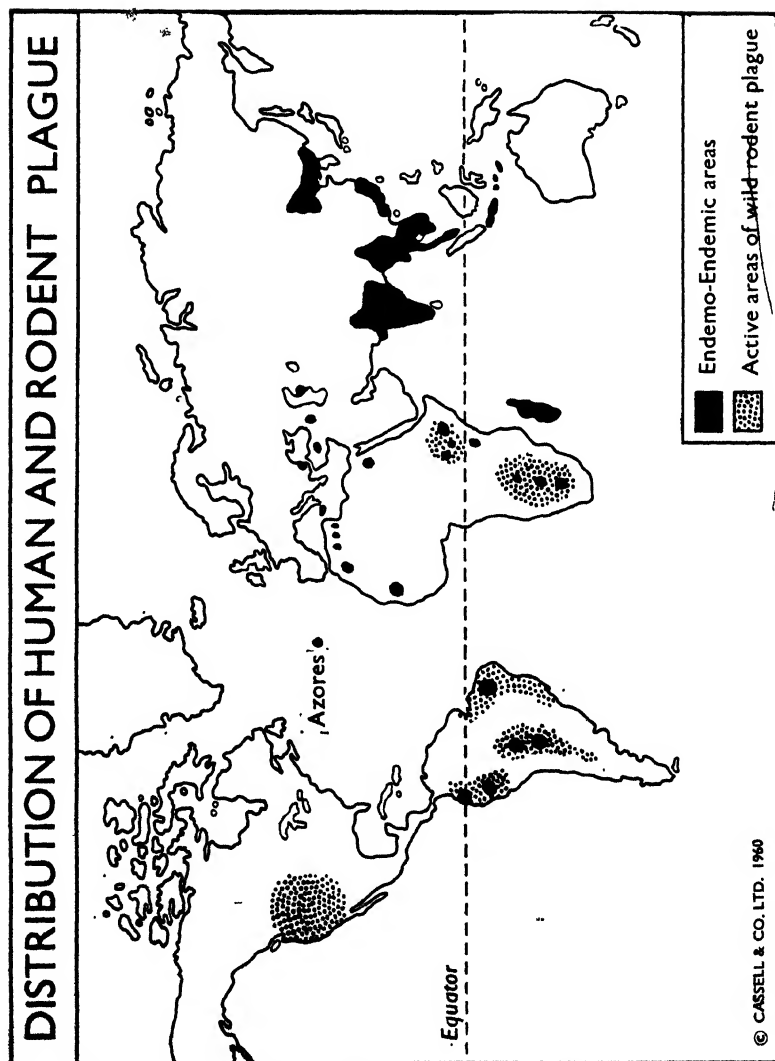 DISTRIBUTION OF HUMAN AND RODENT PLAGUE
Azores
Equator
Endemo-Endemic areas
Active areas of wild rodent plague
© CASSELL & CO. LTD. 1960